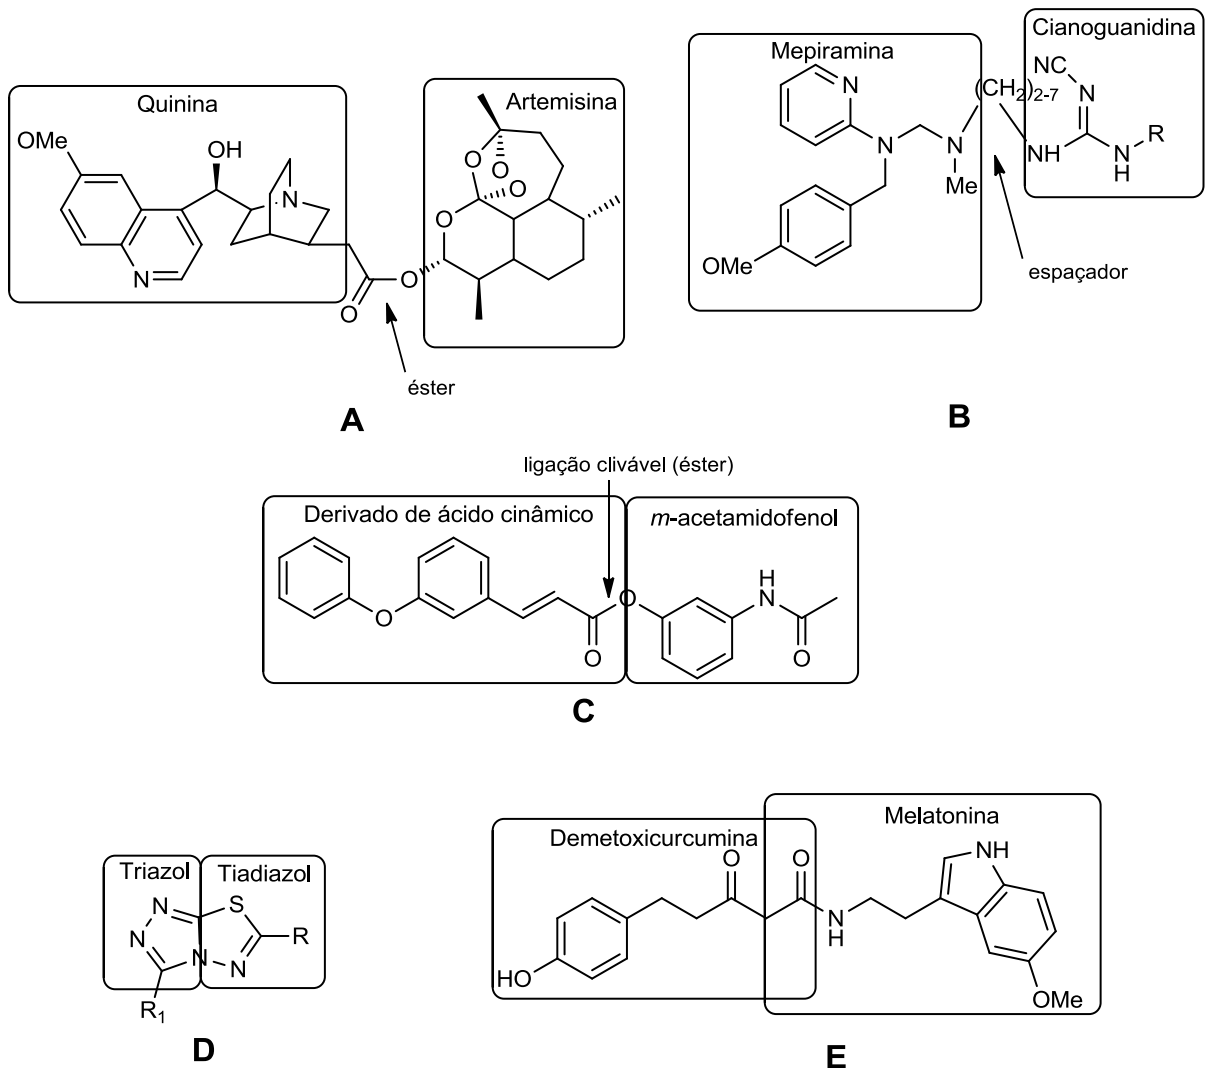 Quinina
OMe
OH
N
N
O
O
Artemisina
O
O
O
O
éster
A
Mepiramina
N
N
N
Me
OMe
(CH2)2-7
espaçador
Cianoguanidina
NC
N
NH
N
H
R
B
ligação clivável (éster)
Derivado de ácido cinâmico
O
O
O
m-acetamidofenol
H
N
O
C
Triazol
Tiadiazol
N
S
N
R
N
N
R1
D
Demetoxicurcumina
O
HO
Melatonina
O
N
H
NH
OMe
E